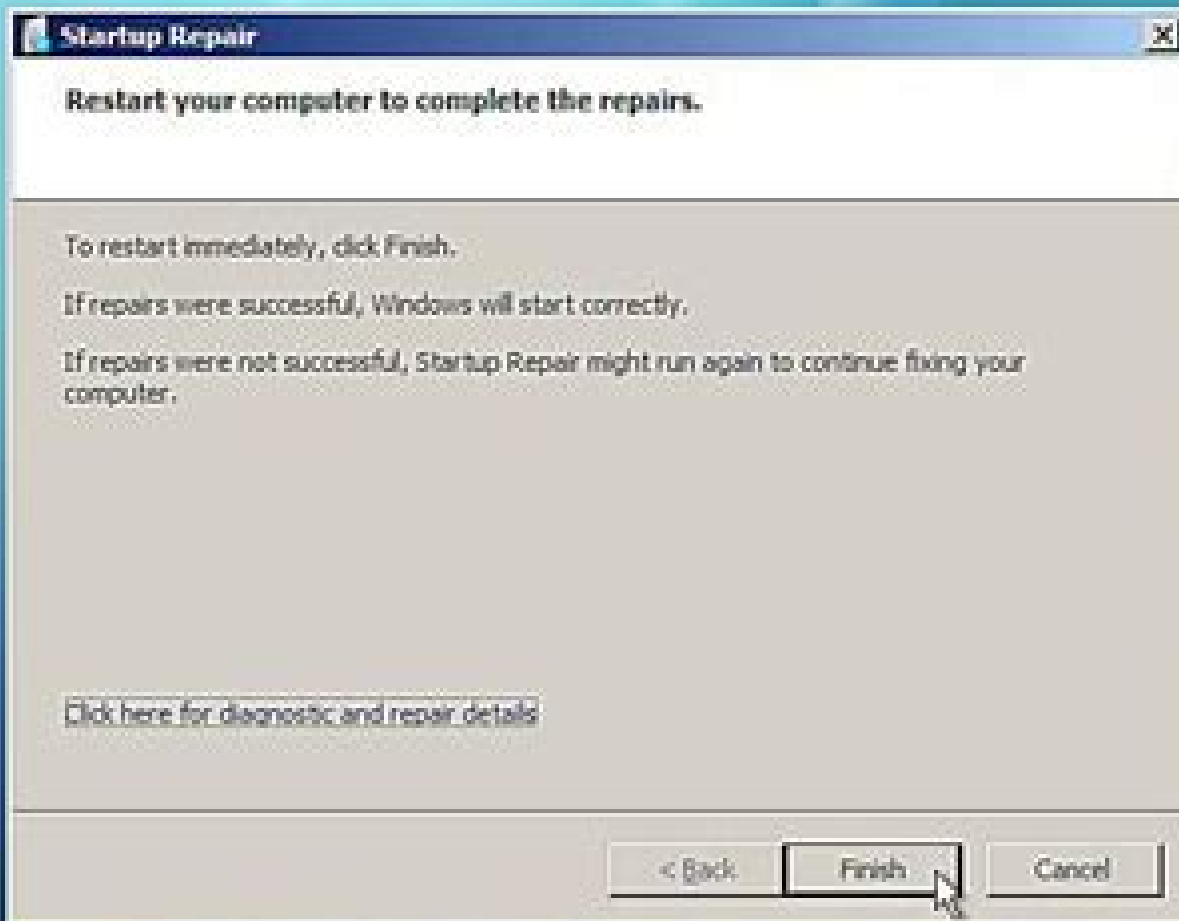 Startup Repair
Restart your computer to complete the repairs.
To restart immediately, click Finish.
If repairs were successful, Windows will start correctly.
If repairs were not successful, Startup Repair might run again to continue fixing your
computer.
Click here for diagnostic and repair details
< Back
Finish
Cancel